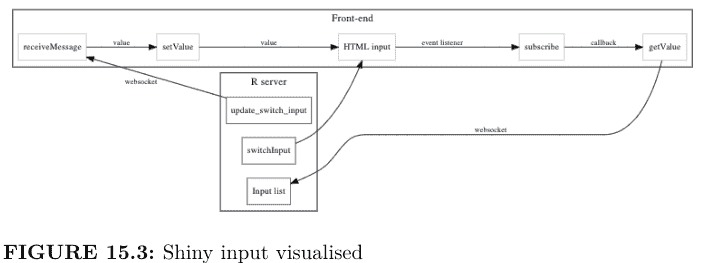 Front-end
receiveMessage
value
setValue
value
HTML input
event listener
subscribe
callback
getValue
websocket
R server
update_switch_input
switchInput
websocket
Input list
FIGURE 15.3: Shiny input visualised